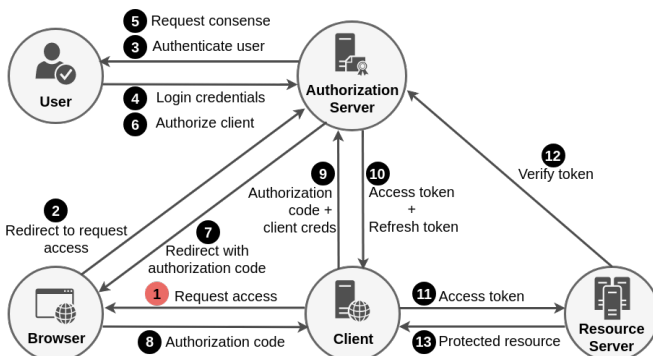 5 Request consense
3 Authenticate user
User
4 Login credentials
6 Authorize client
Authorization
Server
12
Verify token
9
Authorization
code +
client creds
10
Access token
+
Refresh token
2
Redirect to request
access
7
Redirect with
authorization code
1 Request access
11 Access token
Browser
Client
Resource
Server
8 Authorization code
13 Protected resource